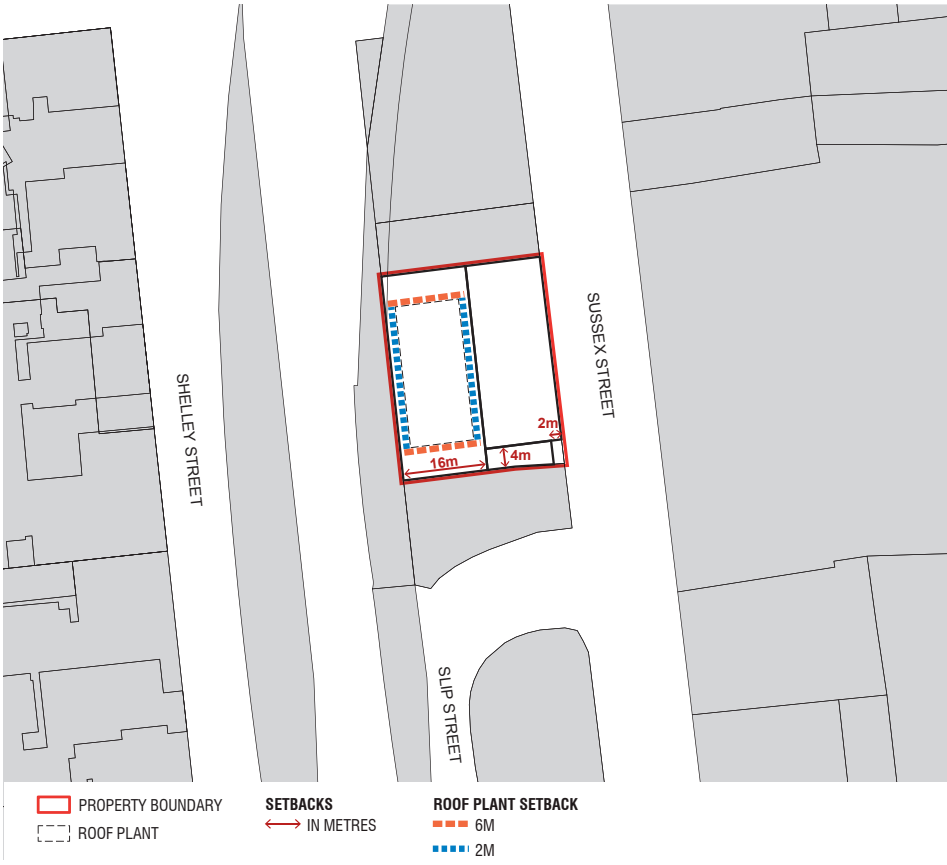 SUSSEX STREET
SHELLEY STREET
2m
4m
16m
SLIP STREET
PROPERTY BOUNDARY
ROOF PLANT
SETBACKS
IN METRES
ROOF PLANT SETBACK
6M
2M